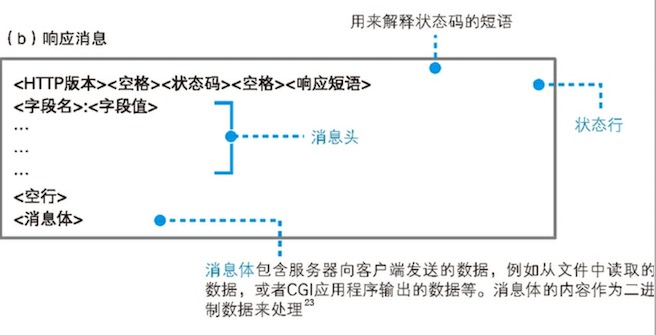 用来解释状态码的短语
(b)响应消息
<HTTP版本><空格><状态码><空格><响应短语>
<字段名>:<字段值>
状态行
…
消息头
…
…
<空行>
<消息体>
消息体包含服务器向客户端发送的数据，例如从文件中读取的
数据，或者CGI应用程序输出的数据等。消息体的内容作为二进
制数据来处理23